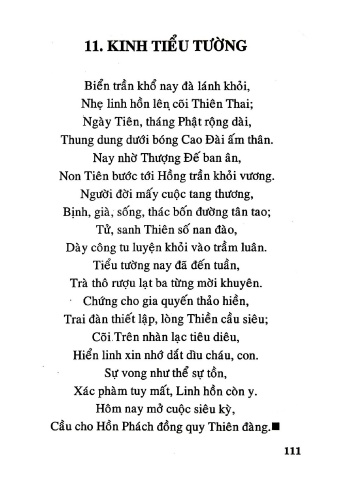 11. KINH TIỂU TƯỜNG
Biển trần khổ nay đà lánh khỏi,
Nhẹ linh hồn lên cõi Thiên Thai;
Ngày Tiên, tháng Phật rộng dài,
Thung dung dưới bóng Cao Đài ấm thân.
Nay nhờ Thượng Đế ban ân,
Non Tiên bước tới Hồng trần khỏi vương.
Người đời mấy cuộc tang thương,
Bịnh, già, sống, thác bốn đường tân tao;
Tử, sanh Thiên số nan đào,
Dày công tu luyện khỏi vào trầm luân.
Tiểu tường nay đã đến tuần,
Trà thô rượu lạt ba từng mời khuyên.
Chứng cho gia quyến thảo hiền,
Trai đàn thiết lập, lòng Thiền cầu siêu;
Cõi Trên nhàn lạc tiêu diêu,
Hiển linh xin nhớ dắt dìu cháu, con.
Sự vong như thể sự tồn,
Xác phàm tuy mất, Linh hồn còn y.
Hôm nay mở cuộc siêu kỳ,
Cầu cho Hồn Phách đồng quy Thiên đàng.■
111